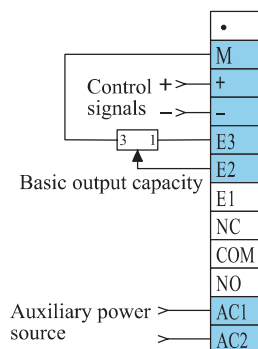 •
M
Control + +
signals − −
3 1 E3
E2
Basic output capacity
E1
NC
COM
NO
Auxiliary power AC1
source AC2